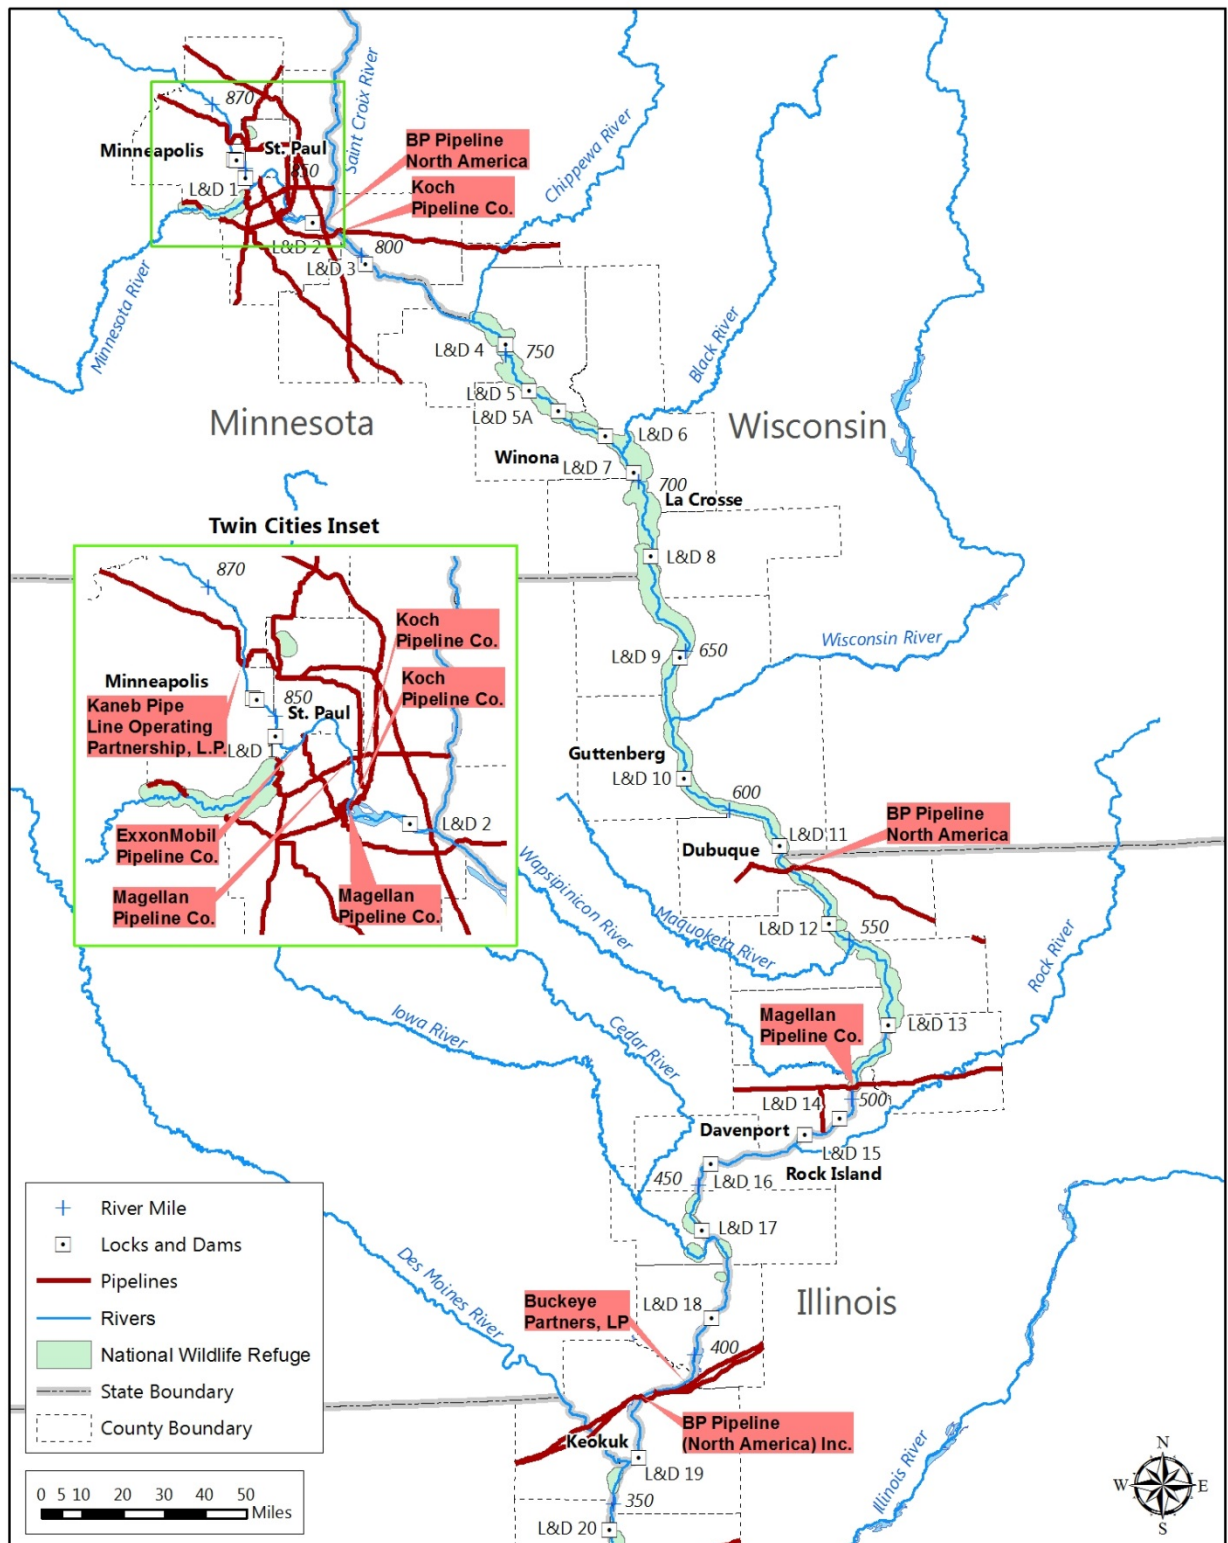 870
Saint Croix River
Minneapolis
St. Paul
BP Pipeline
North America
850
L&D 1
Koch
Pipeline Co.
Chippewa River
L&D 2
800
L&D 3
Minnesota River
L&D 4
750
Black River
L&D 5
L&D 5A
Minnesota
Wisconsin
L&D 6
Winona
L&D 7
700
La Crosse
Twin Cities Inset
L&D 8
870
Koch
Pipeline Co.
Wisconsin River
L&D 9
650
Minneapolis
Koch
Pipeline Co.
Kaneb Pipe
Line Operating
Partnership, L.P.
850
St. Paul
L&D
Guttenberg
L&D 10
600
ExxonMobil
Pipeline Co.
L&D 2
BP Pipeline
North America
L&D 11
Dubuque
Magellan
Pipeline Co.
Magellan
Pipeline Co.
Wapsipinicon River
Maquoketa River
L&D 12
550
Rock River
Iowa River
Cedar River
Magellan
Pipeline Co.
L&D 13
L&D 14
500
Davenport
L&D 15
Rock Island
450
L&D 16
River Mile
Locks and Dams
Pipelines
Rivers
National Wildlife Refuge
State Boundary
County Boundary
L&D 17
Des Moines River
Buckeye
Partners, LP
L&D 18
Illinois
400
BP Pipeline
(North America) Inc.
Keokuk
L&D 19
Illinois River
350
L&D 20
0 5 10 20 30 40 50
Miles
N
W E
S